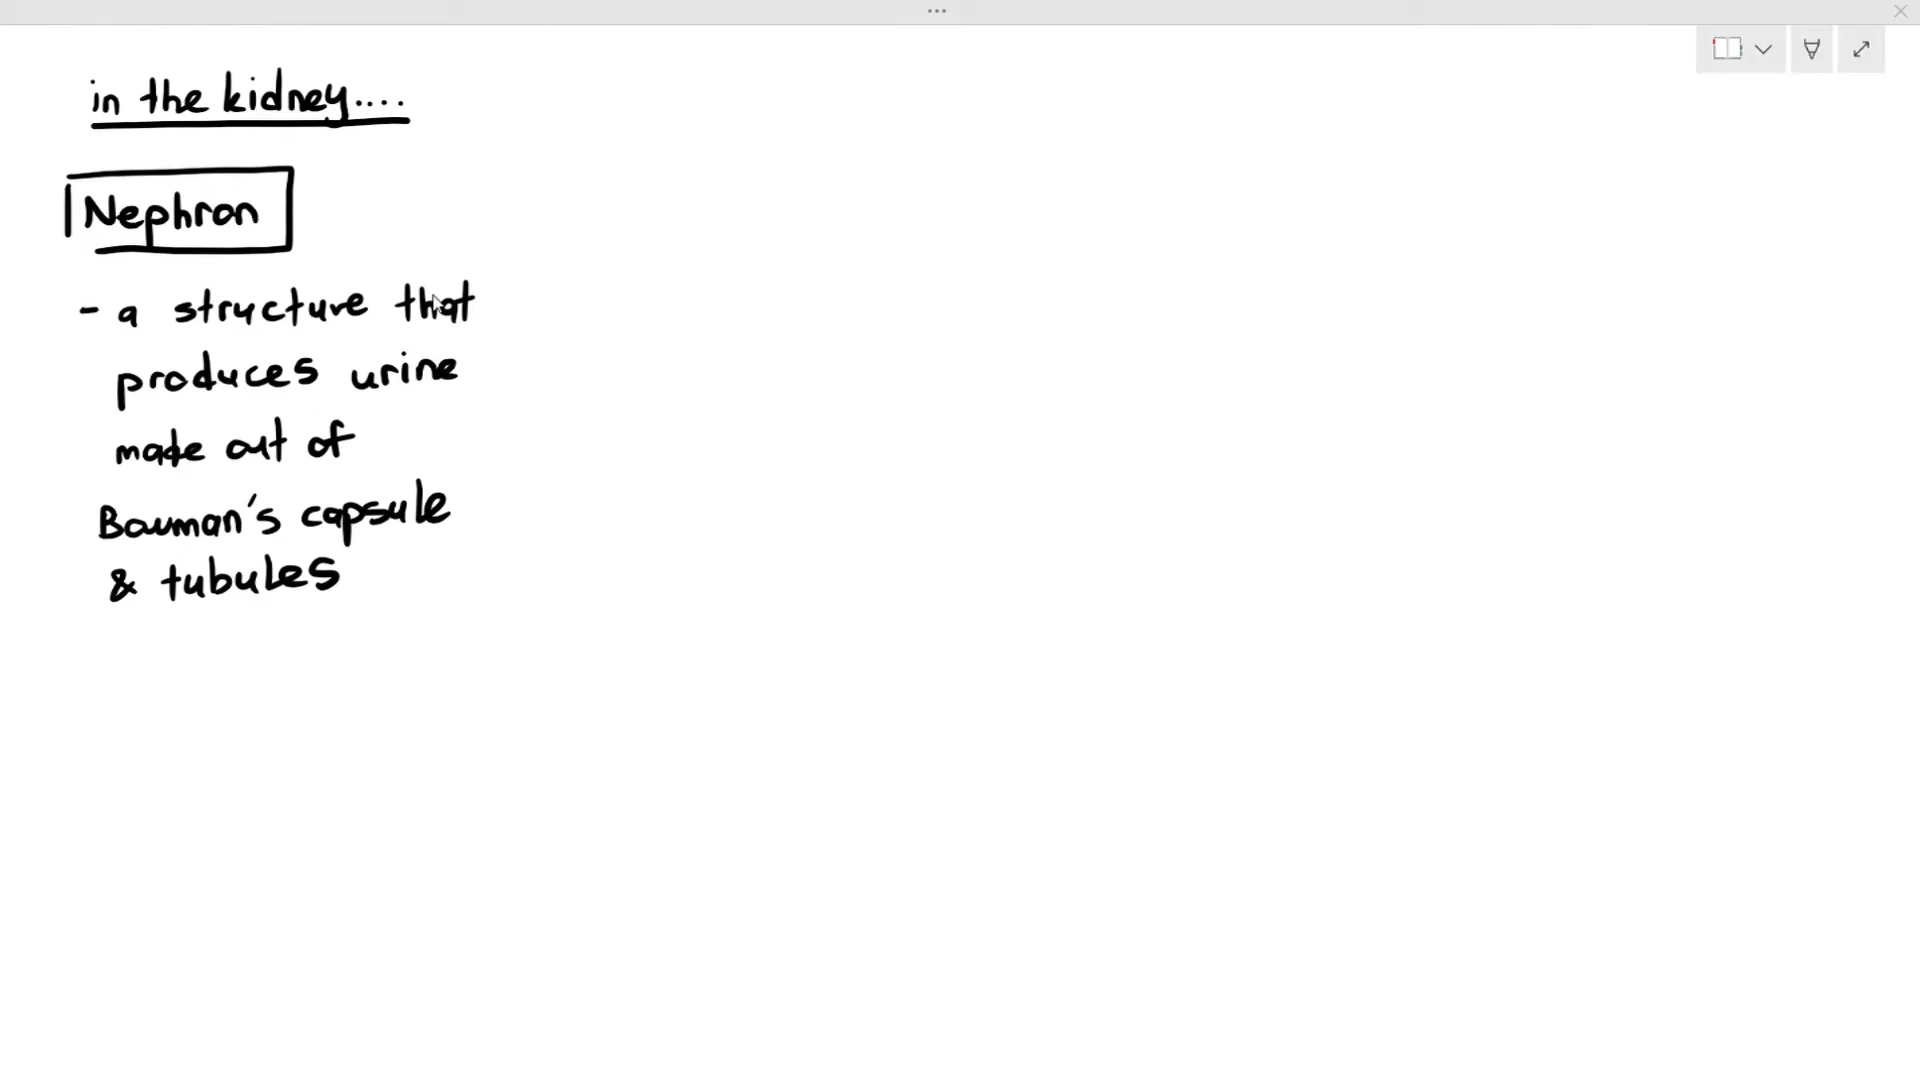 in the kidney....
Nephron
- a structure that
produces urine
made out of
Bowman's capsule
& tubules